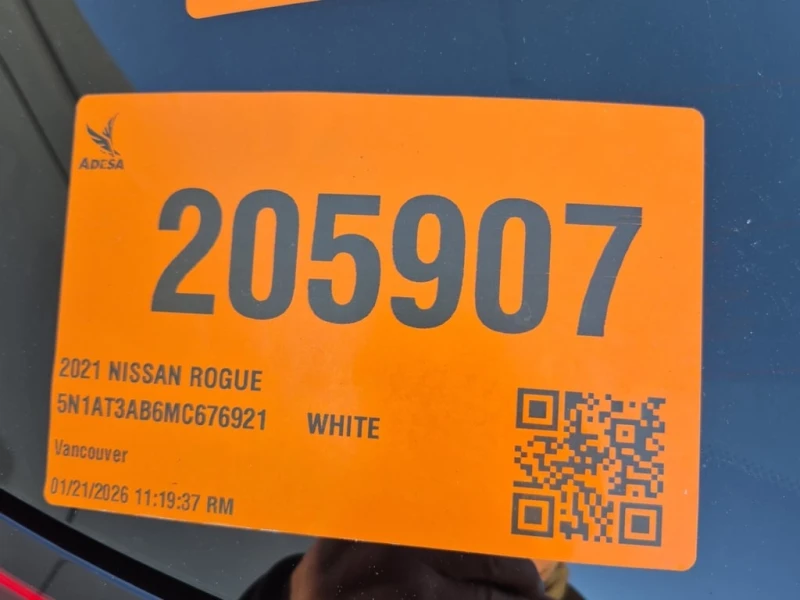 ADESA
205907
2021 NISSAN ROGUE
5N1AT3AB6MC676921 WHITE
Vancouver
01/21/2026 11:19:37 RM